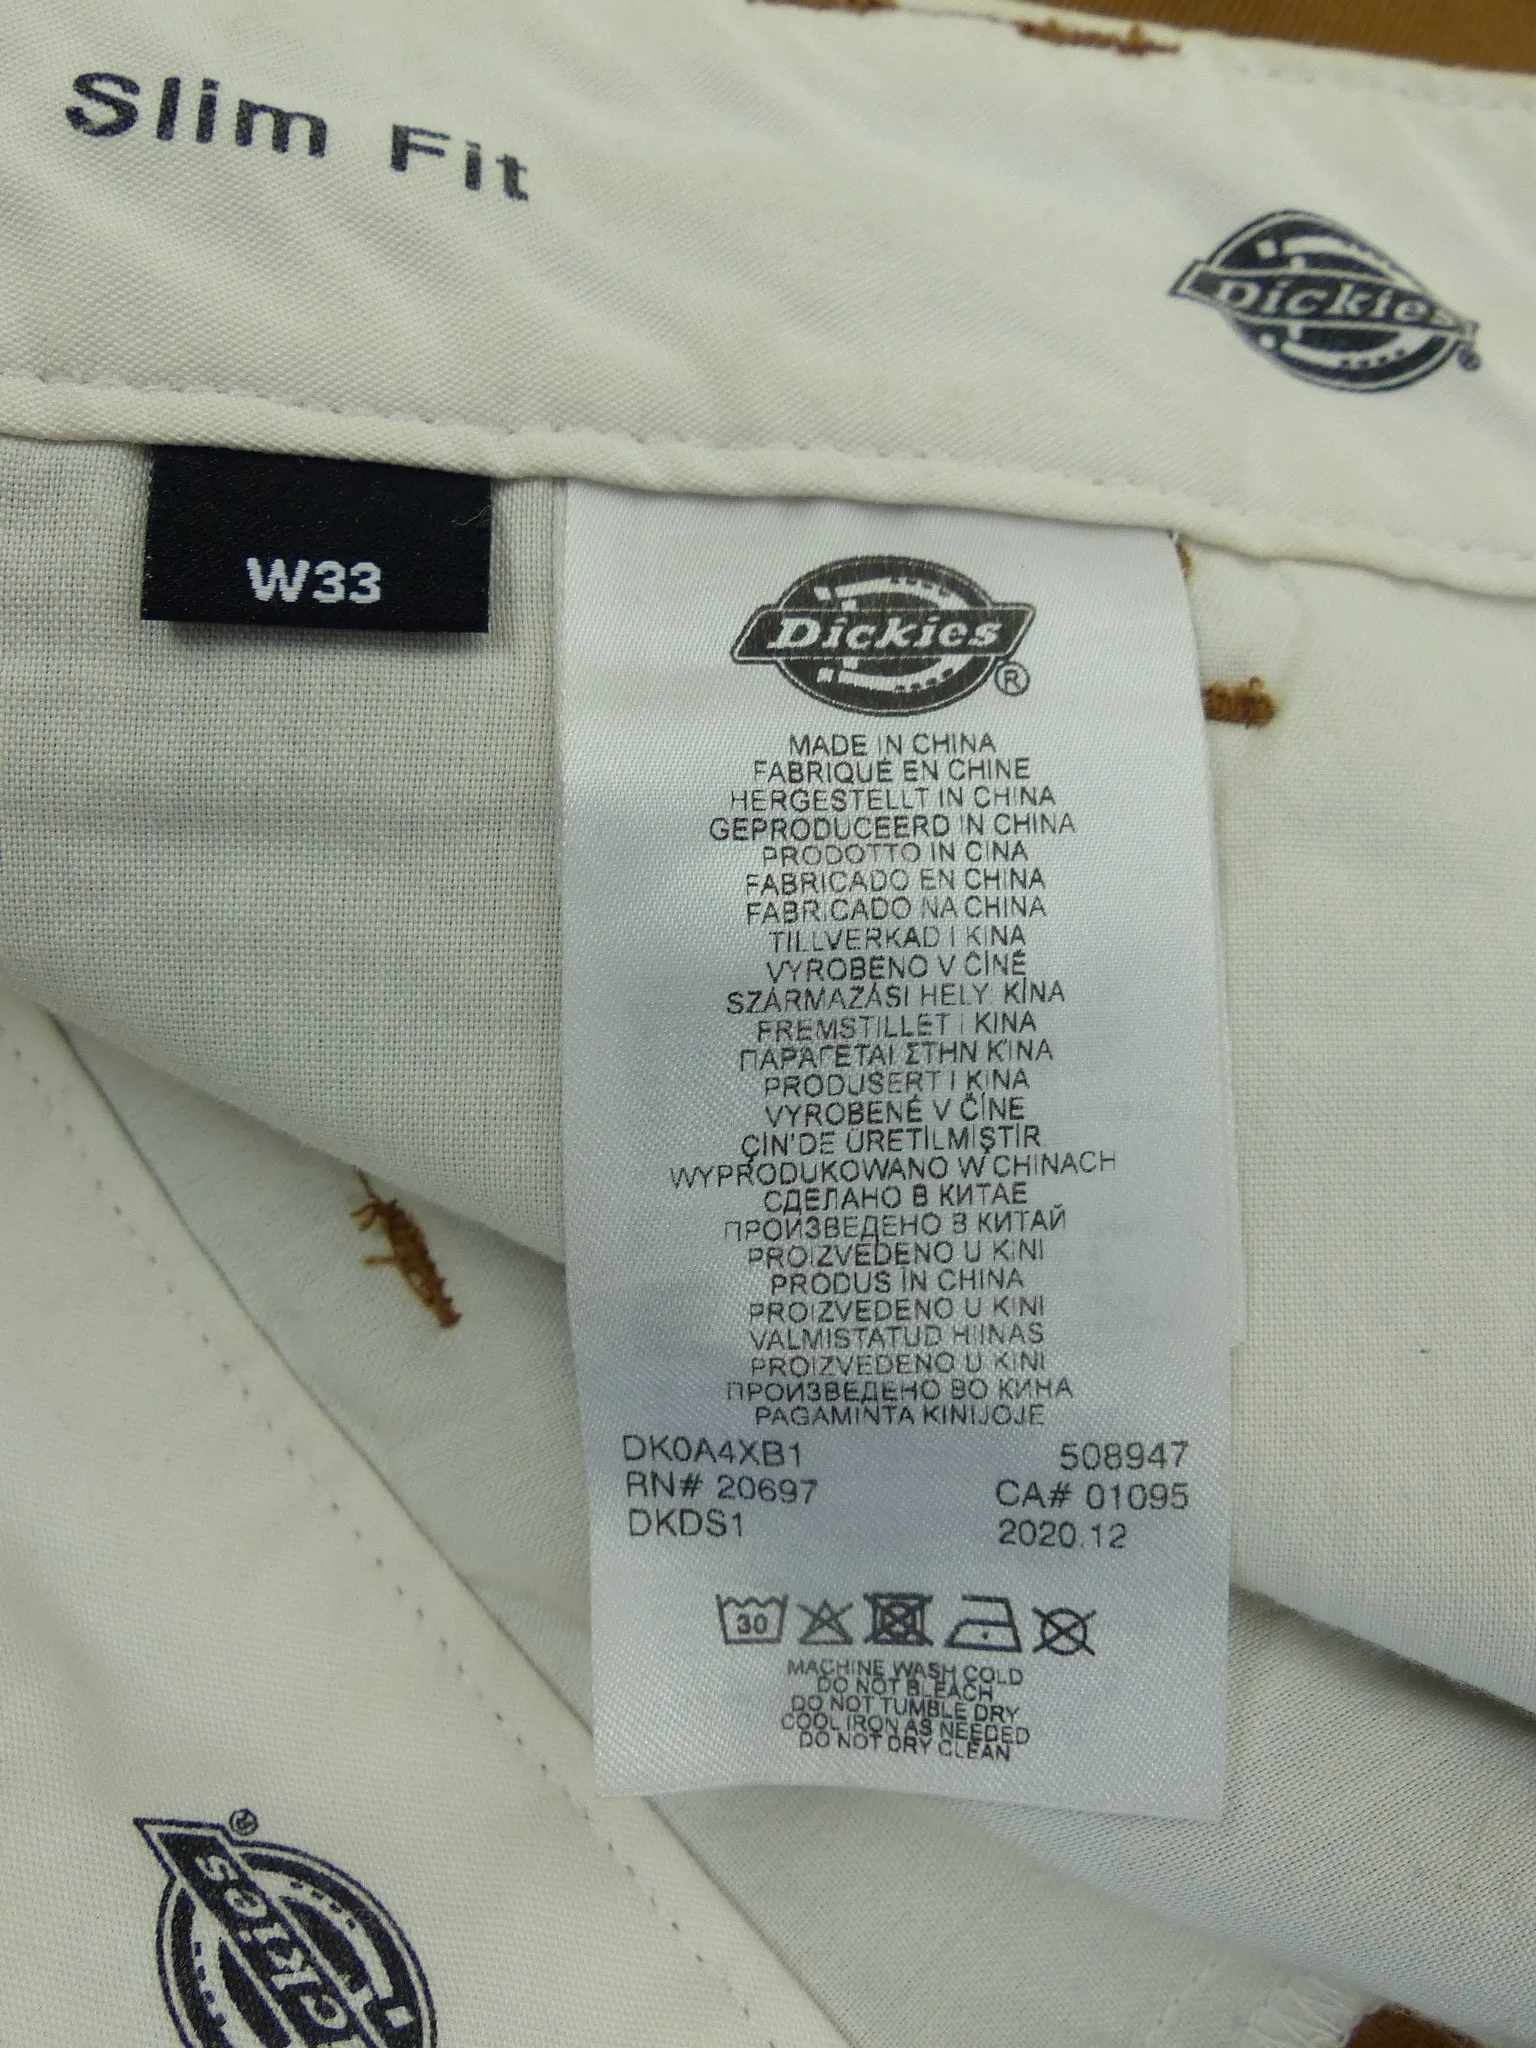 Slim Fit
Dickies
W33
Dickies®
MADE IN CHINA
FABRIQUÉ EN CHINE
HERGESTELLT IN CHINA
GEPRODUCEERD IN CHINA
PRODOTTO IN CINA
FABRICADO EN CHINA
FABRICADO NA CHINA
TILLVERKAD I KINA
VYROBENO V ČÍNĚ
SZÁRMAZÁSI HELY: KÍNA
FREMSTILLET I KINA
ΠΑΡΑΓΕΤΑΙ ΣΤΗΝ ΚΊΝΑ
PRODUSERT I KINA
VYROBENÉ V ČÍNE
ÇİN'DE ÜRETİLMİŞTİR
WYPRODUKOWANO W CHINACH
СДЕЛАНО В КИТАЕ
ПРОИЗВЕДЕНО В КИТАЙ
PROIZVEDENO U KINI
PRODUS ÎN CHINA
PROIZVEDENO U KINI
VALMISTATUD HIINAS
PROIZVEDENO U KINI
ПРОИЗВЕДЕНО ВО КИНА
PAGAMINTA KINIJOJE
DK0A4XB1 508947
RN# 20697 CA# 01095
DKDS1 2020.12
30
MACHINE WASH COLD
DO NOT BLEACH
DO NOT TUMBLE DRY
COOL IRON AS NEEDED
DO NOT DRY CLEAN